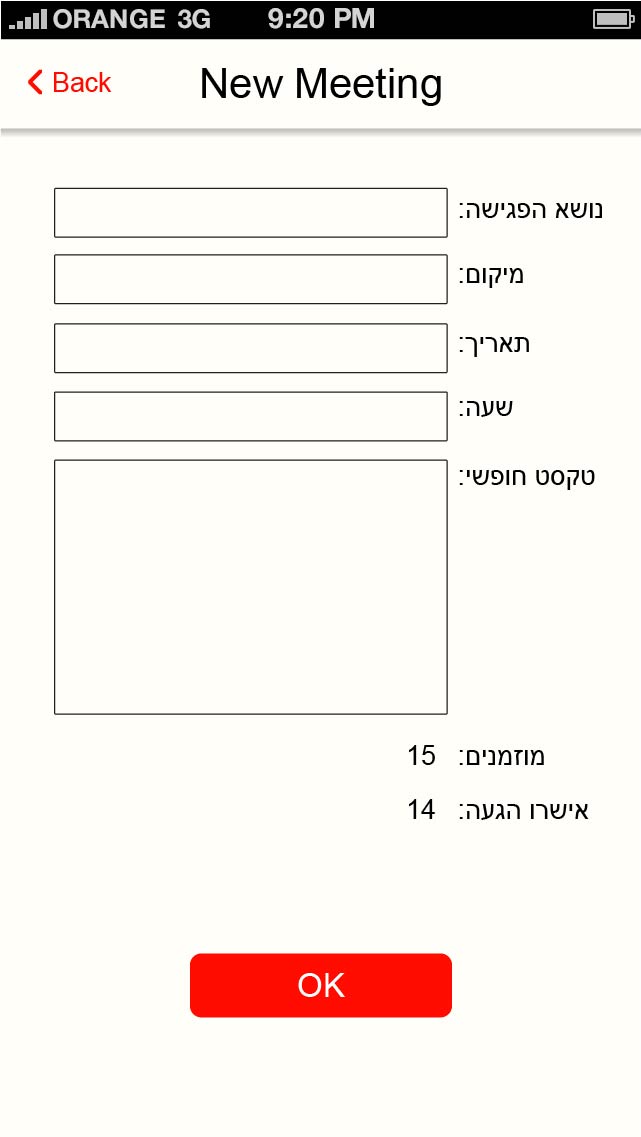 ORANGE 3G 9:20 PM
Back New Meeting
נושא הפגישה:
מיקום:
תאריך:
שעה:
טקסט חופשי:
מוזמנים: 15
אישרו הגעה: 14
OK